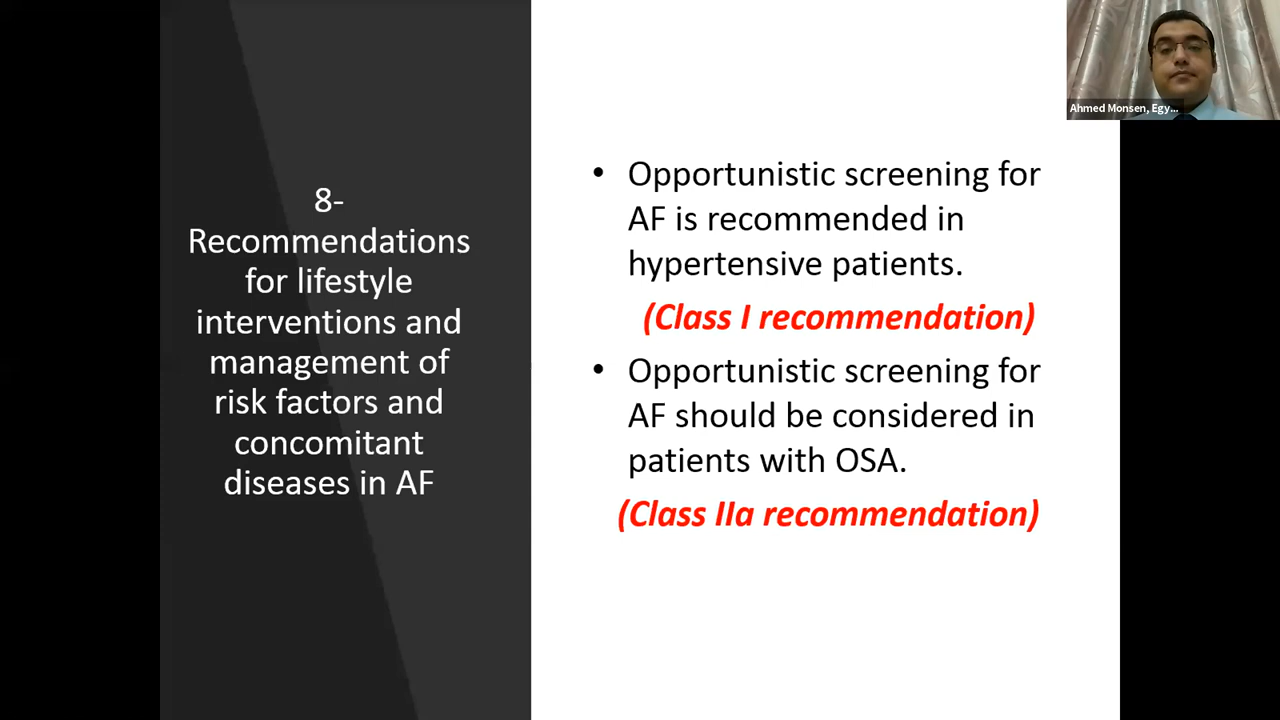 8-
Recommendations
for lifestyle
interventions and
management of
risk factors and
concomitant
diseases in AF
• Opportunistic screening for
AF is recommended in
hypertensive patients.
(Class I recommendation)
• Opportunistic screening for
AF should be considered in
patients with OSA.
(Class IIa recommendation)
Ahmed Monsen, Egy...